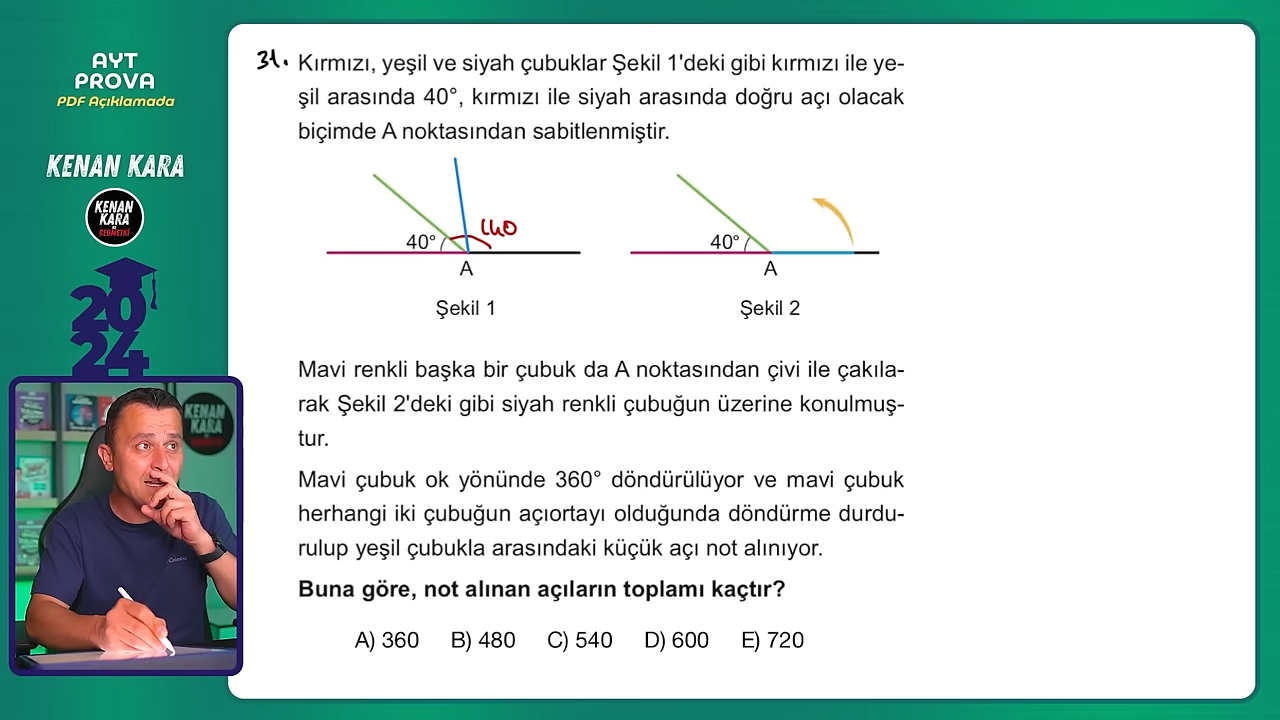 AYT
PROVA
PDF Açıklamada
KENAN KARA
KENAN
KARA
GEOMETRİ
2024
KENAN
KARA
31. Kırmızı, yeşil ve siyah çubuklar Şekil 1'deki gibi kırmızı ile ye-
şil arasında 40°, kırmızı ile siyah arasında doğru açı olacak
biçimde A noktasından sabitlenmiştir.
40° 140
A
Şekil 1
40°
A
Şekil 2
Mavi renkli başka bir çubuk da A noktasından çivi ile çakıla-
rak Şekil 2'deki gibi siyah renkli çubuğun üzerine konulmuş-
tur.
Mavi çubuk ok yönünde 360° döndürülüyor ve mavi çubuk
herhangi iki çubuğun açıortayı olduğunda döndürme durdu-
rulup yeşil çubukla arasındaki küçük açı not alınıyor.
Buna göre, not alınan açıların toplamı kaçtır?
A) 360 B) 480 C) 540 D) 600 E) 720